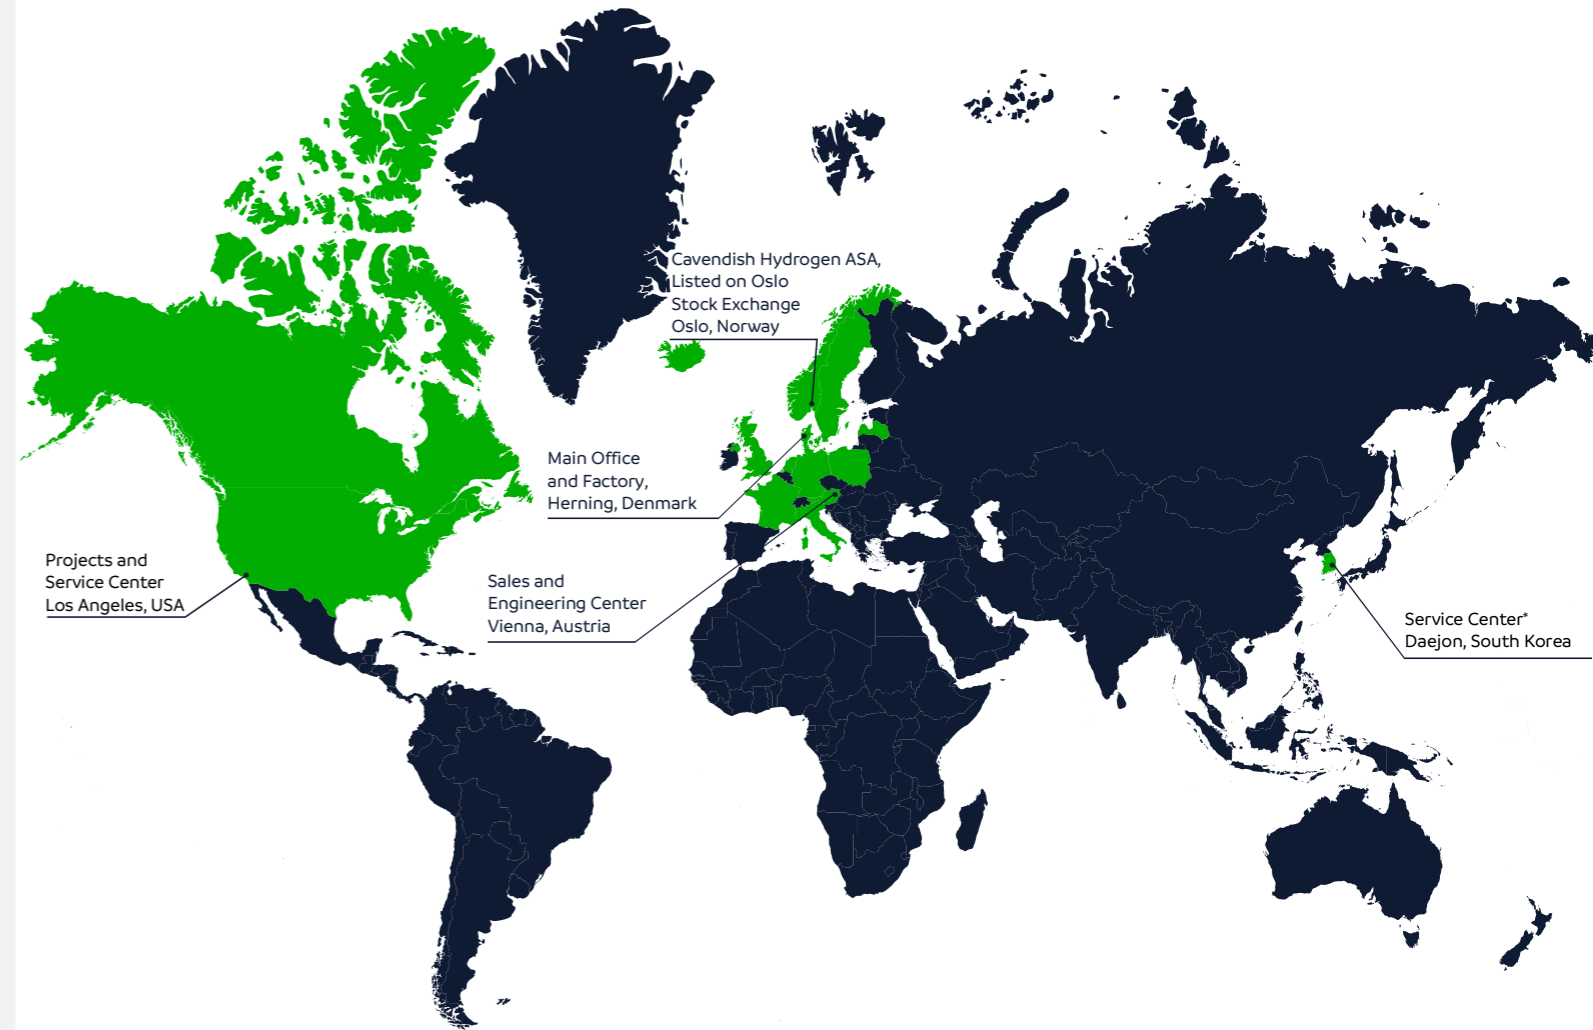 Cavendish Hydrogen ASA,
Listed on Oslo
Stock Exchange
Oslo, Norway
Main Office
and Factory,
Herning, Denmark
Projects and
Service Center
Los Angeles, USA
Sales and
Engineering Center
Vienna, Austria
Service Center*
Daejon, South Korea